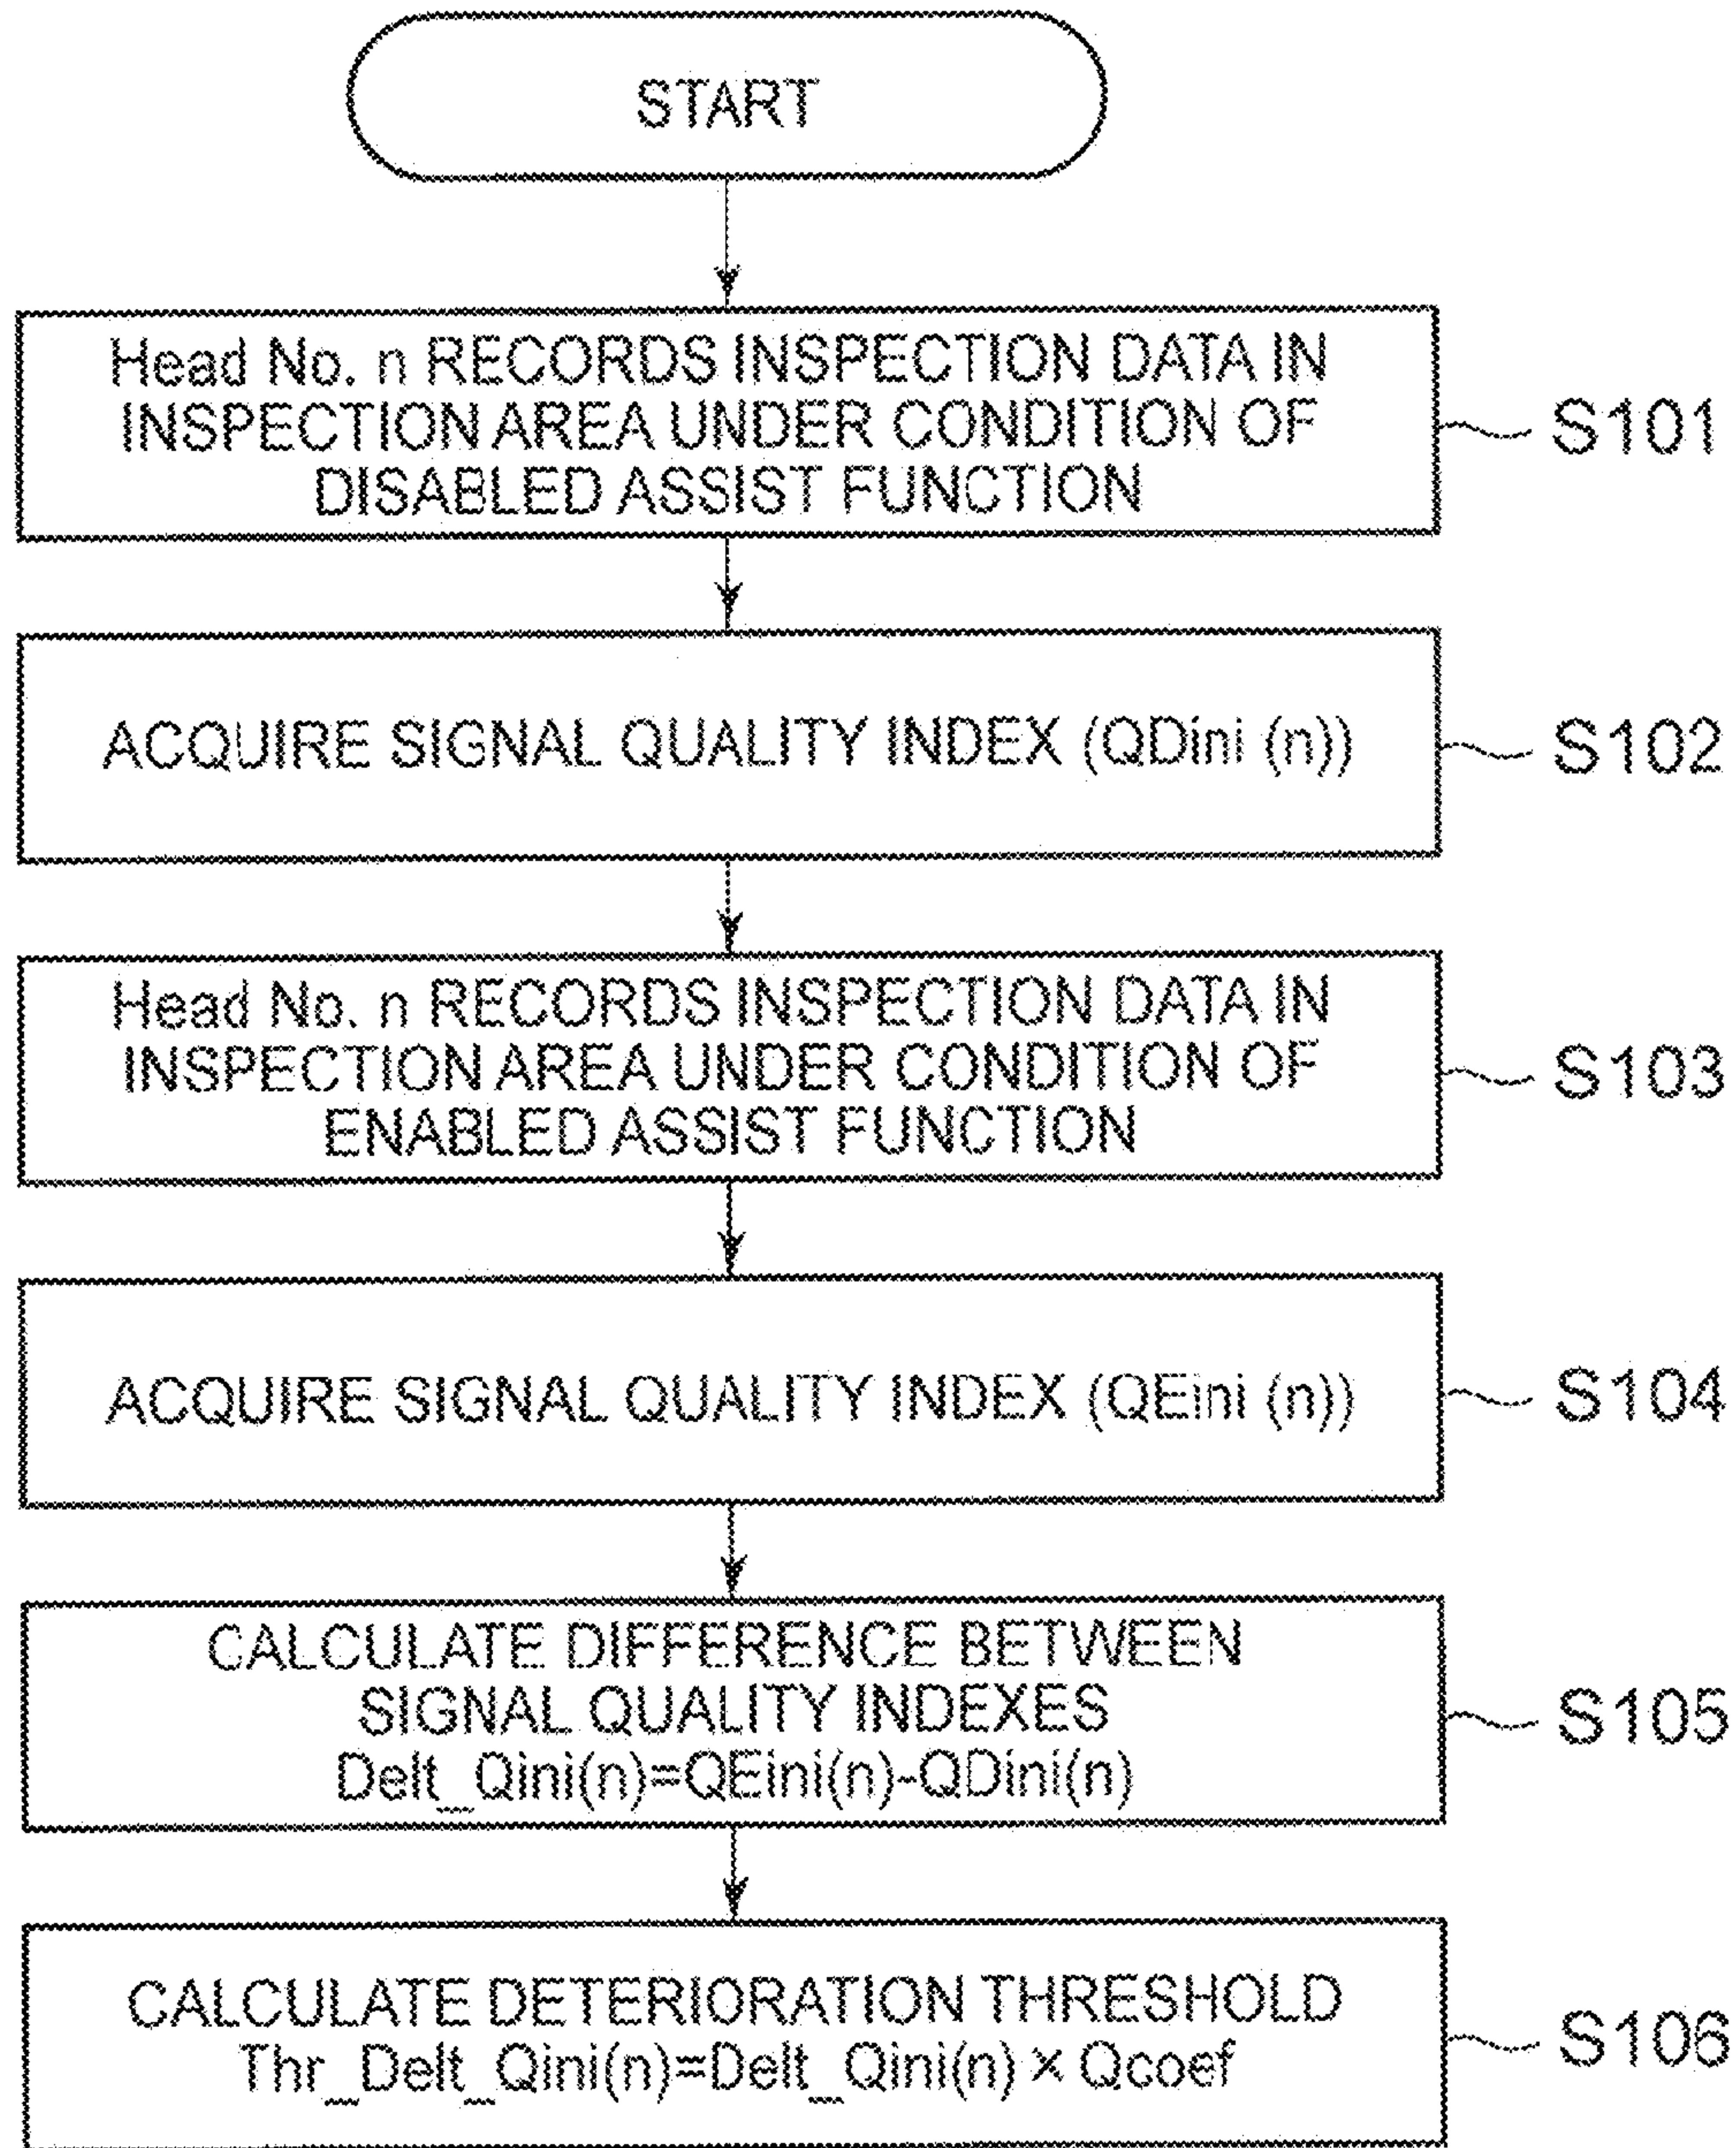 START
Head No. n RECORDS INSPECTION DATA IN
INSPECTION AREA UNDER CONDITION OF
DISABLED ASSIST FUNCTION
S101
ACQUIRE SIGNAL QUALITY INDEX (QDini (n))
S102
Head No. n RECORDS INSPECTION DATA IN
INSPECTION AREA UNDER CONDITION OF
ENABLED ASSIST FUNCTION
S103
ACQUIRE SIGNAL QUALITY INDEX (QEini (n))
S104
CALCULATE DIFFERENCE BETWEEN
SIGNAL QUALITY INDEXES
Delt_Qini(n)=QEini(n)-QDini(n)
S105
CALCULATE DETERIORATION THRESHOLD
Thr_Delt_Qini(n)=Delt_Qini(n) × Qcoef
S106